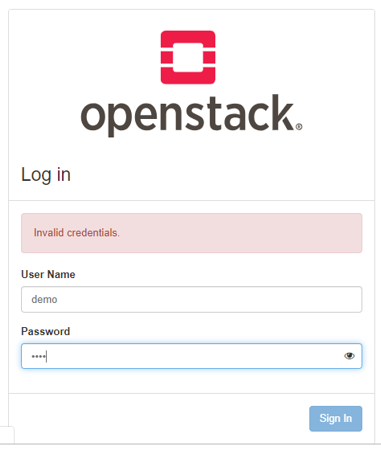 openstack®
Log in
Invalid credentials.
User Name
demo
Password
••••
Sign In